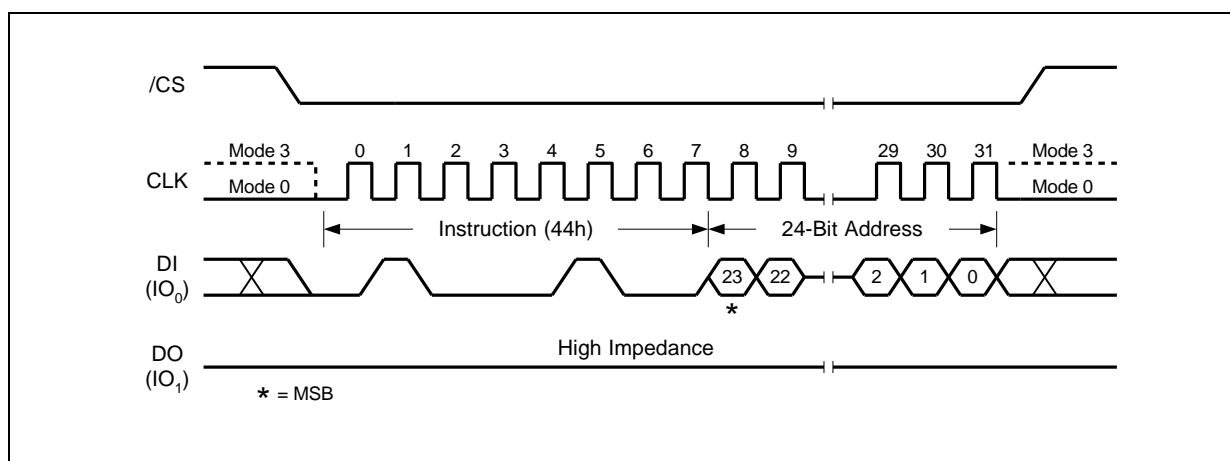 /CS
Mode 3 0 1 2 3 4 5 6 7 8 9 29 30 31 Mode 3
CLK Mode 0 Mode 0
Instruction (44h) 24-Bit Address
DI
(IO0) 23 22 2 1 0
*
High Impedance
DO
(IO1)
* = MSB